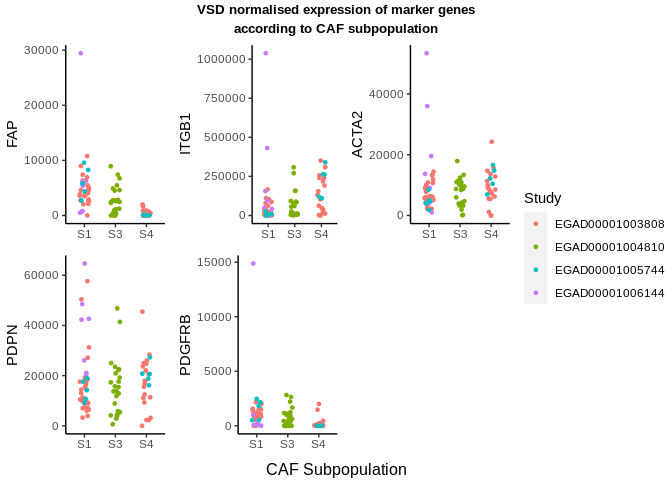 VSD normalised expression of marker genes
according to CAF subpopulation
FAP
30000
20000
10000
0
S1 S3 S4
ITGB1
1000000
750000
500000
250000
0
S1 S3 S4
ACTA2
40000
20000
0
S1 S3 S4
Study
EGAD00001003808
EGAD00001004810
EGAD00001005744
EGAD00001006144
PDPN
60000
40000
20000
0
S1 S3 S4
PDGFRB
15000
10000
5000
0
S1 S3 S4
CAF Subpopulation